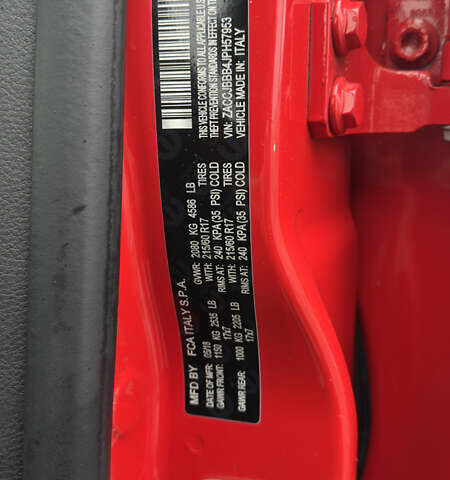 MFD BY FCA ITALY S.P.A. GVWR: 2080 KG 4586 LB
DATE OF MFR: 05/18 WITH: 215/60 R17 TIRES
GAWR FRONT: 1150 KG 2535 LB RIMS AT: 240 KPA(35 PSI) COLD
17x7
WITH: 215/60 R17 TIRES
GAWR REAR: 1000 KG 2205 LB RIMS AT: 240 KPA(35 PSI) COLD
17x7
THIS VEHICLE CONFORMS TO
THEFT PREVENTION STANDARDS IN EFFECT ON
VIN: ZACCJBBB4JPH57953
VEHICLE MADE IN: ITALY